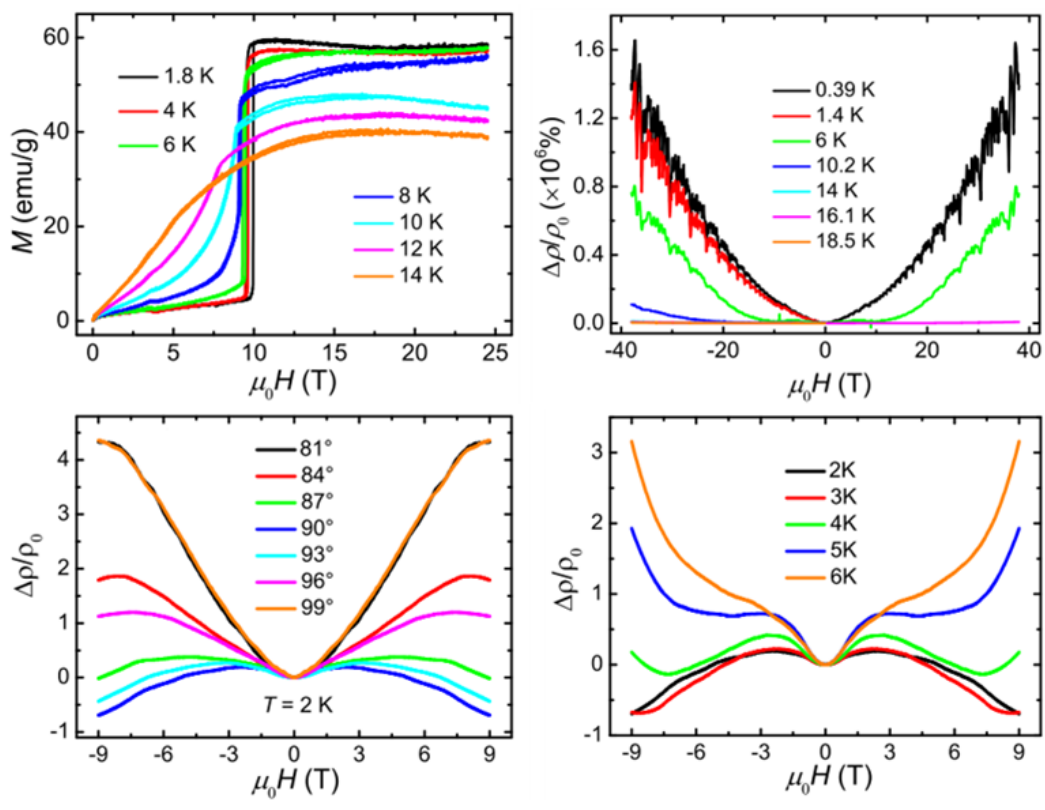 60
40
20
0
M (emu/g)
1.8 K
4 K
6 K
8 K
10 K
12 K
14 K
0 5 10 15 20 25
μ₀H (T)
1.6
1.2
0.8
0.4
0.0
Δρ/ρ₀ (×10⁶%)
0.39 K
1.4 K
6 K
10.2 K
14 K
16.1 K
18.5 K
-40 -20 0 20 40
μ₀H (T)
4
3
2
1
0
-1
Δρ/ρ₀
81°
84°
87°
90°
93°
96°
99°
T = 2 K
-9 -6 -3 0 3 6 9
μ₀H (T)
3
2
1
0
-1
Δρ/ρ₀
2K
3K
4K
5K
6K
-9 -6 -3 0 3 6 9
μ₀H (T)